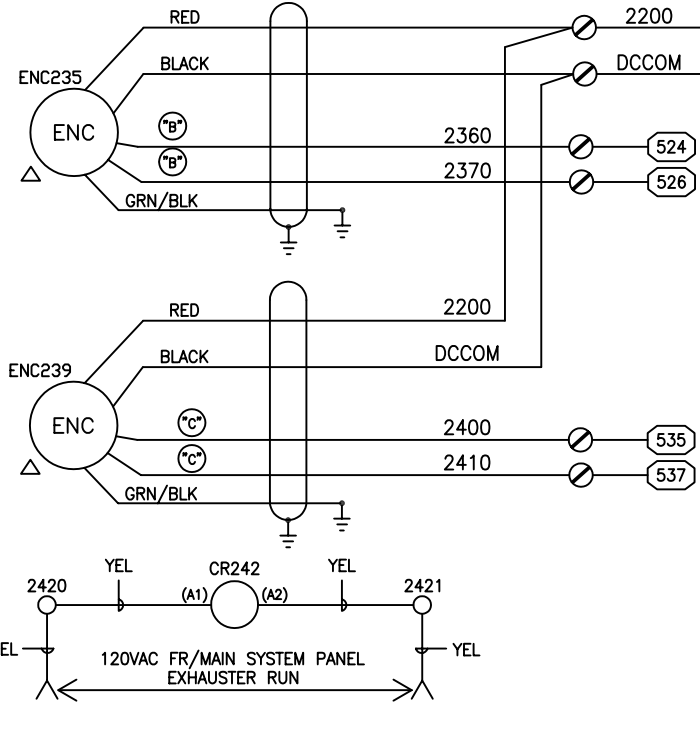 RED
2200
BLACK
DCCOM
ENC235
ENC
"B"
2360
524
"B"
2370
526
GRN/BLK
RED
2200
BLACK
DCCOM
ENC239
ENC
"C"
2400
535
"C"
2410
537
GRN/BLK
YEL
CR242
YEL
2420
(A1)
(A2)
2421
EL
120VAC FR/MAIN SYSTEM PANEL
EXHAUSTER RUN
YEL